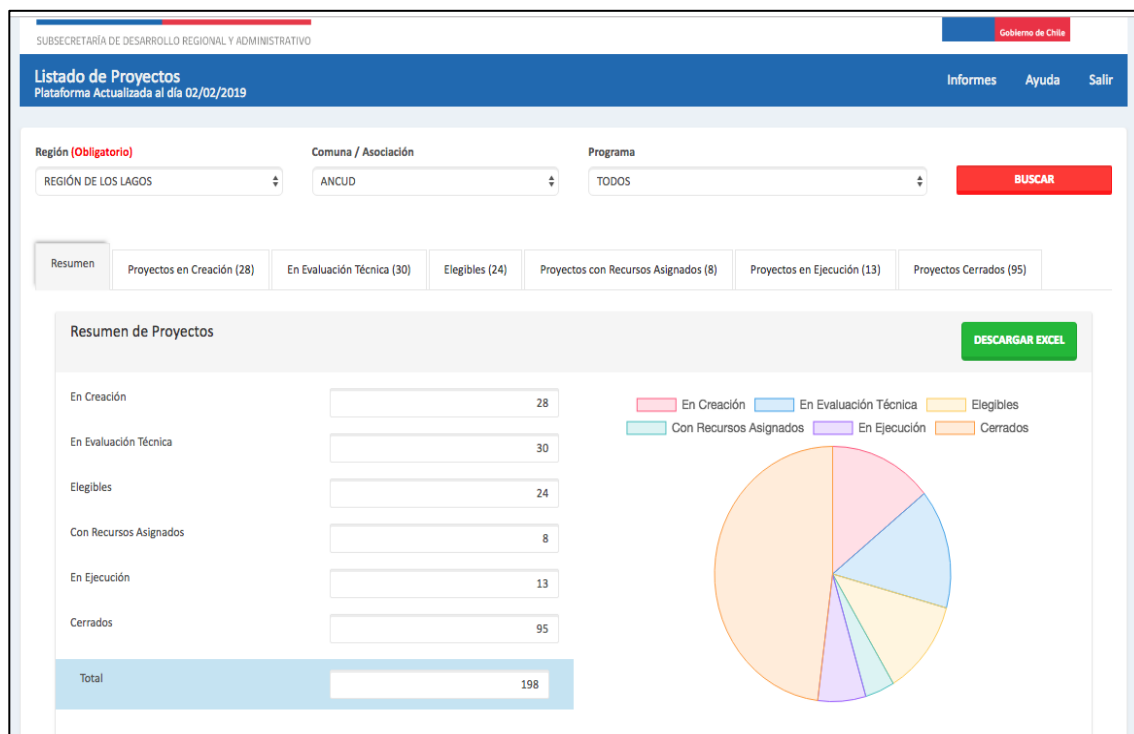 SUBSECRETARÍA DE DESARROLLO REGIONAL Y ADMINISTRATIVO
Gobierno de Chile
Listado de Proyectos
Plataforma Actualizada al día 02/02/2019
Informes Ayuda Salir
Región (Obligatorio) Comuna / Asociación Programa
REGIÓN DE LOS LAGOS ANCUD TODOS BUSCAR
Resumen Proyectos en Creación (28) En Evaluación Técnica (30) Elegibles (24) Proyectos con Recursos Asignados (8) Proyectos en Ejecución (13) Proyectos Cerrados (95)
Resumen de Proyectos DESCARGAR EXCEL
En Creación 28
En Evaluación Técnica 30
Elegibles 24
Con Recursos Asignados 8
En Ejecución 13
Cerrados 95
Total 198
En Creación En Evaluación Técnica Elegibles
Con Recursos Asignados En Ejecución Cerrados